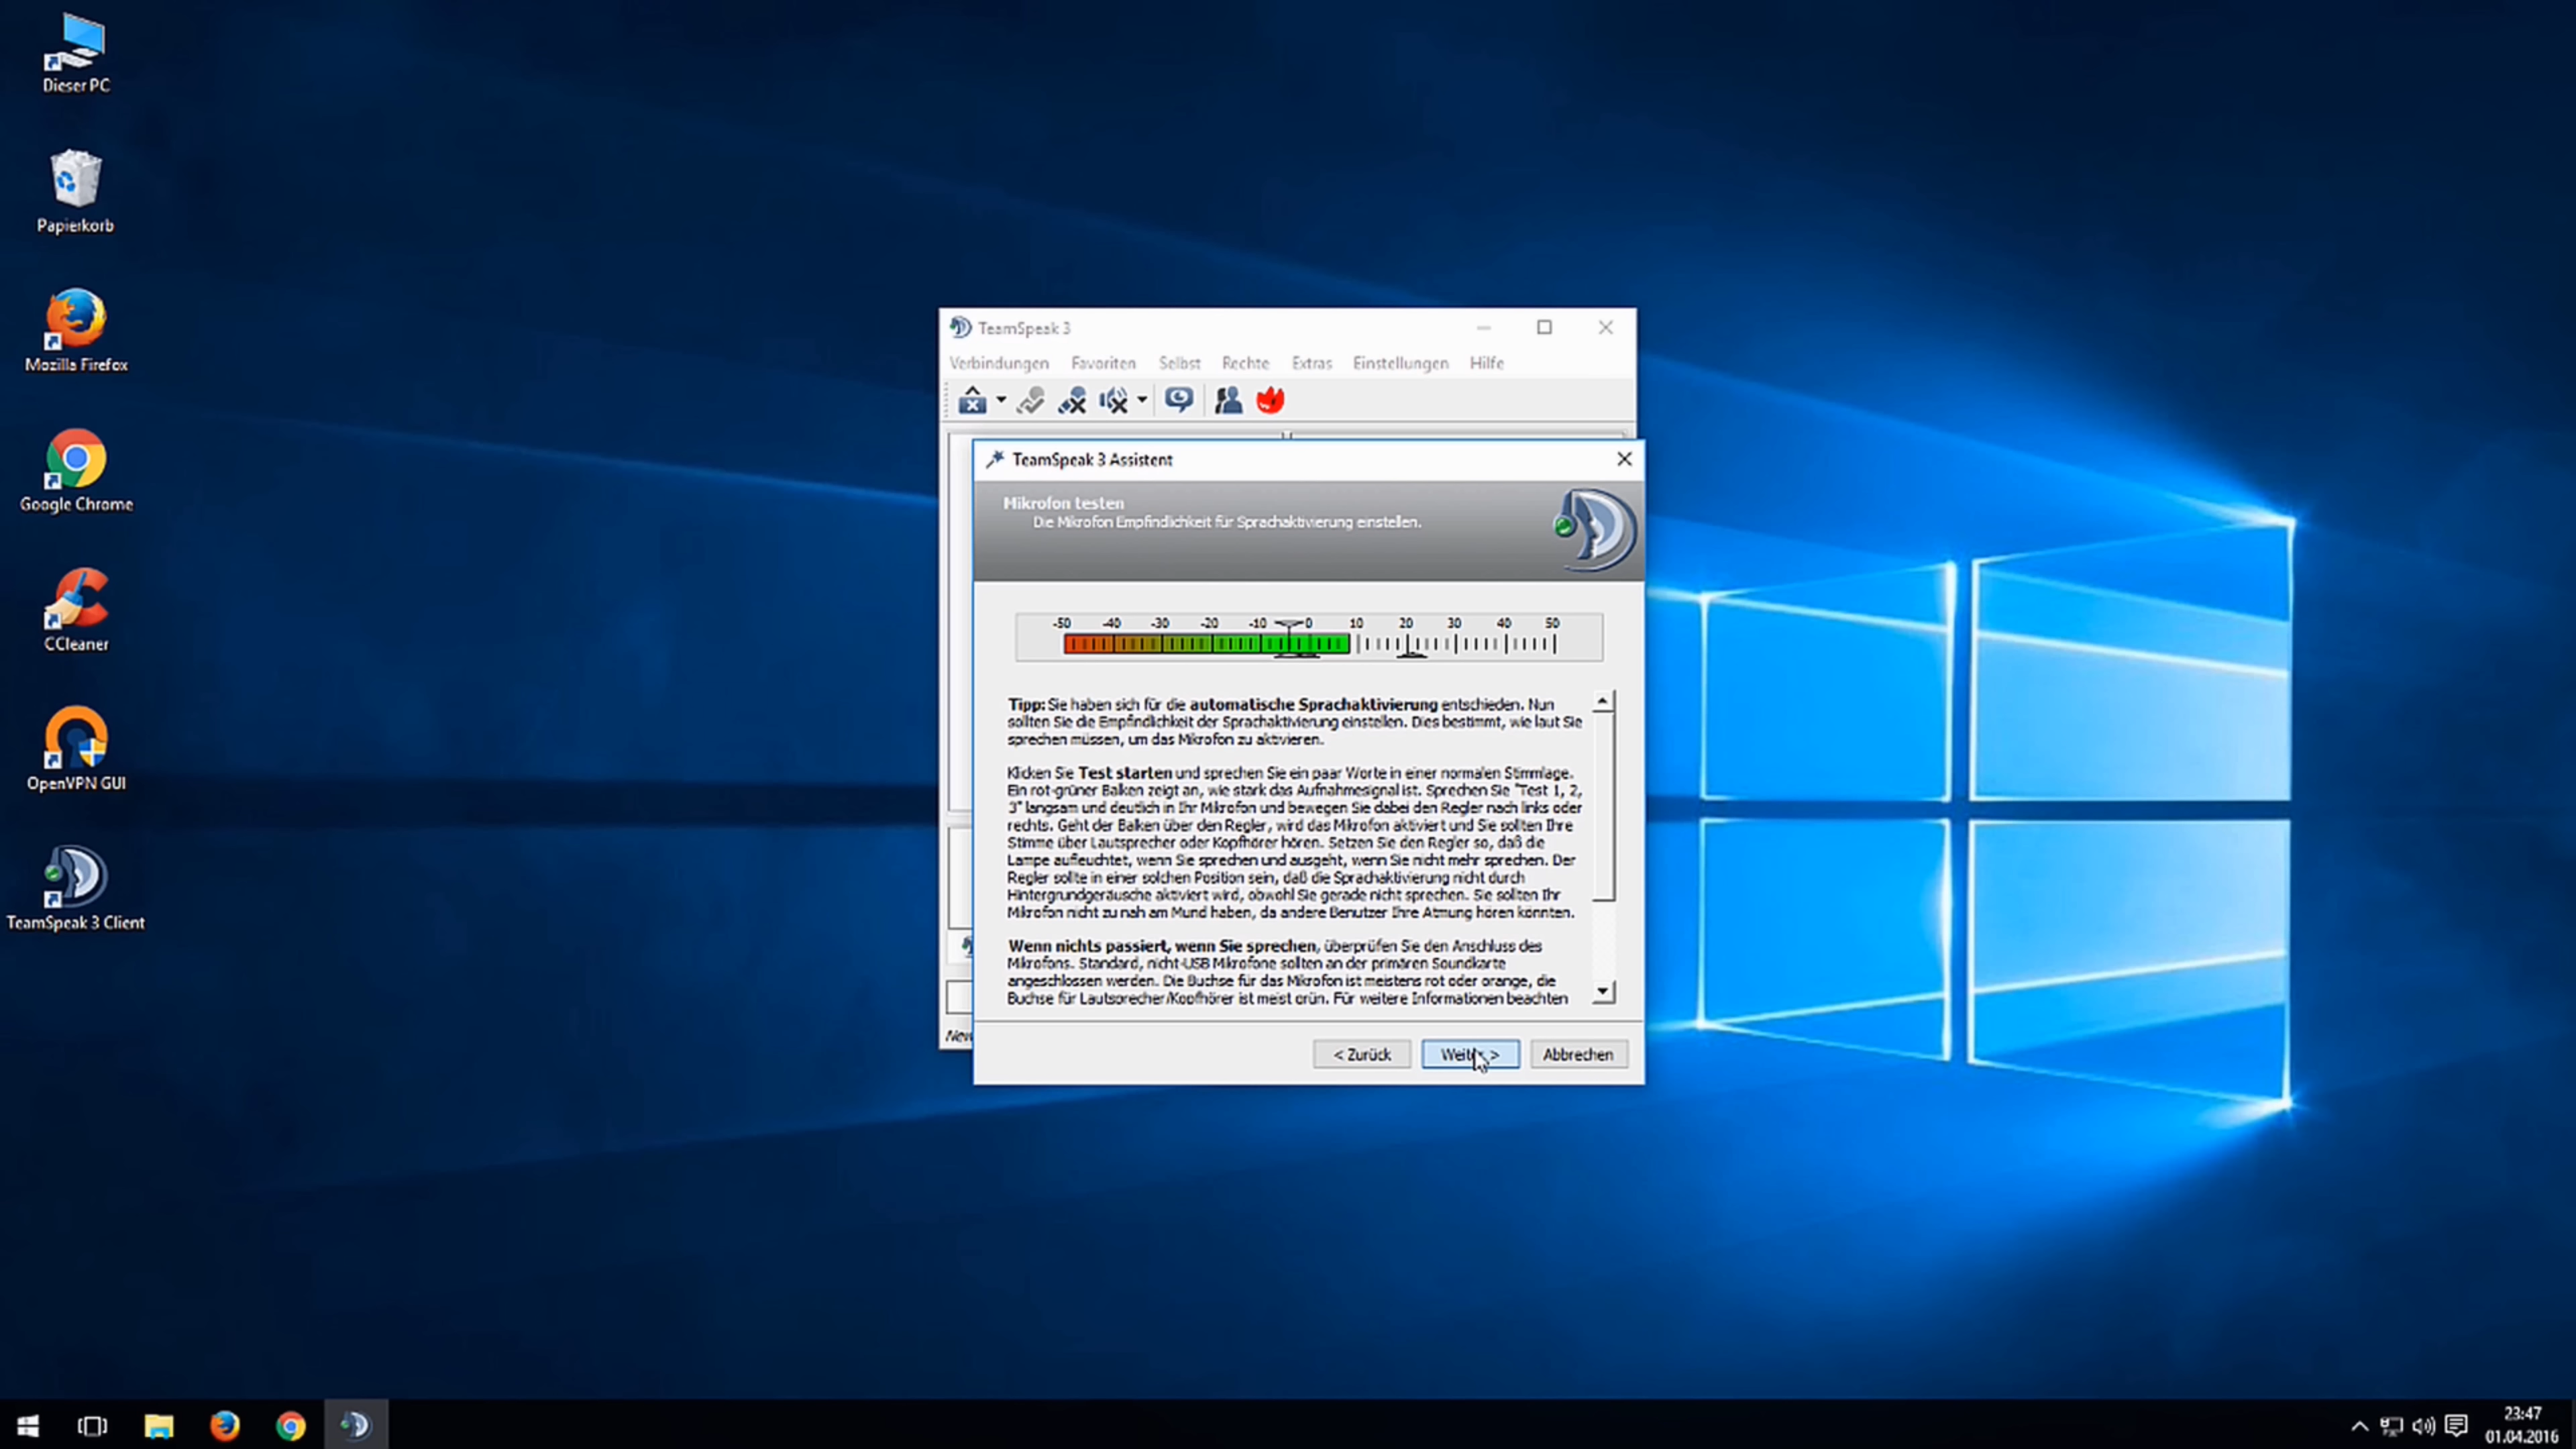 Dieser PC
Papierkorb
Mozilla Firefox
Google Chrome
CCleaner
OpenVPN GUI
TeamSpeak 3 Client
TeamSpeak 3
Verbindungen Favoriten Selbst Rechte Extras Einstellungen Hilfe
TeamSpeak 3 Assistent
Mikrofon testen
Die Mikrofon Empfindlichkeit für Sprachaktivierung einstellen.
-50 -40 -30 -20 -10 0 10 20 30 40 50
Tipp: Sie haben sich für die automatische Sprachaktivierung entschieden. Nun
sollten Sie die Empfindlichkeit der Sprachaktivierung einstellen. Dies bestimmt, wie laut Sie
sprechen müssen, um das Mikrofon zu aktivieren.
Klicken Sie Test starten und sprechen Sie ein paar Worte in einer normalen Stimmlage.
Ein rot-grüner Balken zeigt an, wie stark das Aufnahmesignal ist. Sprechen Sie "Test 1, 2,
3" langsam und deutlich in Ihr Mikrofon und bewegen Sie dabei den Regler nach links oder
rechts. Geht der Balken über den Regler, wird das Mikrofon aktiviert und Sie sollten Ihre
Stimme über Lautsprecher oder Kopfhörer hören. Setzen Sie den Regler so, daß die
Lampe aufleuchtet, wenn Sie sprechen und ausgeht, wenn Sie nicht mehr sprechen. Der
Regler sollte in einer solchen Position sein, daß die Sprachaktivierung nicht durch
Hintergrundgeräusche aktiviert wird, obwohl Sie gerade nicht sprechen. Sie sollten Ihr
Mikrofon nicht zu nah am Mund haben, da andere Benutzer Ihre Atmung hören könnten.
Wenn nichts passiert, wenn Sie sprechen, überprüfen Sie den Anschluss des
Mikrofons. Standard, nicht-USB Mikrofone sollten an der primären Soundkarte
angeschlossen werden. Die Buchse für das Mikrofon ist meistens rot oder orange, die
Buchse für Lautsprecher/Kopfhörer ist meist grün. Für weitere Informationen beachten
New
< Zurück
Abbrechen
23:47
01.04.2016